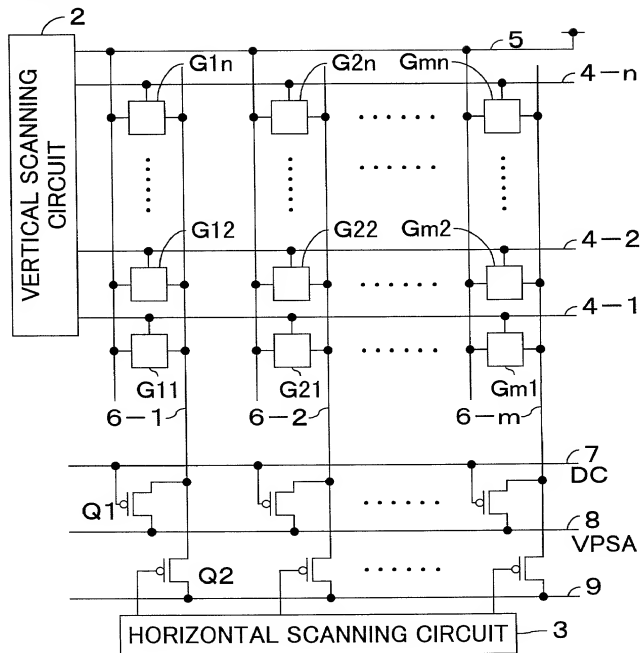 2
5
G1n G2n Gmn
4-n
VERTICAL SCANNING
CIRCUIT
G12 G22 Gm2
4-2
4-1
G11 G21 Gm1
6-1 6-2 6-m
7
DC
Q1
8
VPSA
Q2
9
HORIZONTAL SCANNING CIRCUIT
3